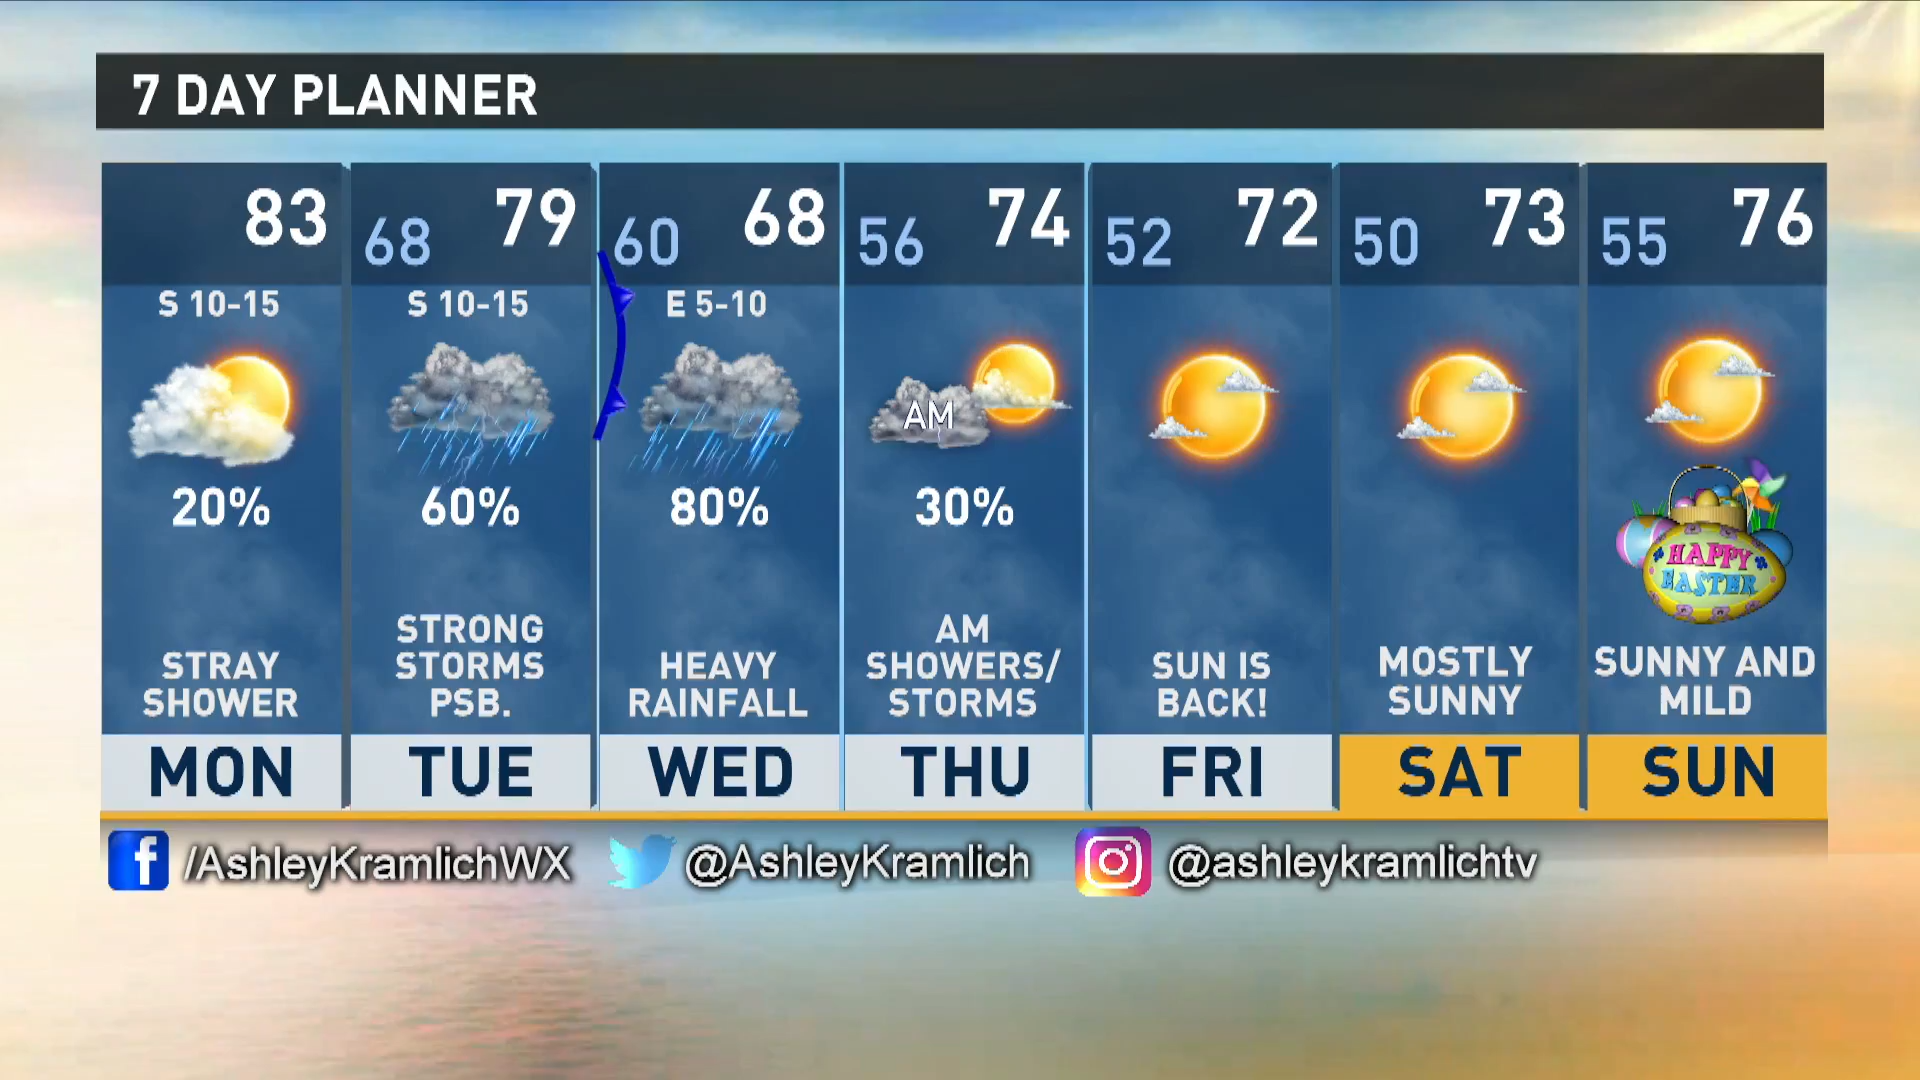 7 DAY PLANNER
83
S 10-15
20%
STRAY
SHOWER
MON
68 79
S 10-15
60%
STRONG
STORMS
PSB.
TUE
60 68
E 5-10
80%
HEAVY
RAINFALL
WED
56 74
AM
30%
AM
SHOWERS/
STORMS
THU
52 72
SUN IS
BACK!
FRI
50 73
MOSTLY
SUNNY
SAT
55 76
HAPPY
EASTER
SUNNY AND
MILD
SUN
f /AshleyKramlichWX @AshleyKramlich @ashleykramlichtv